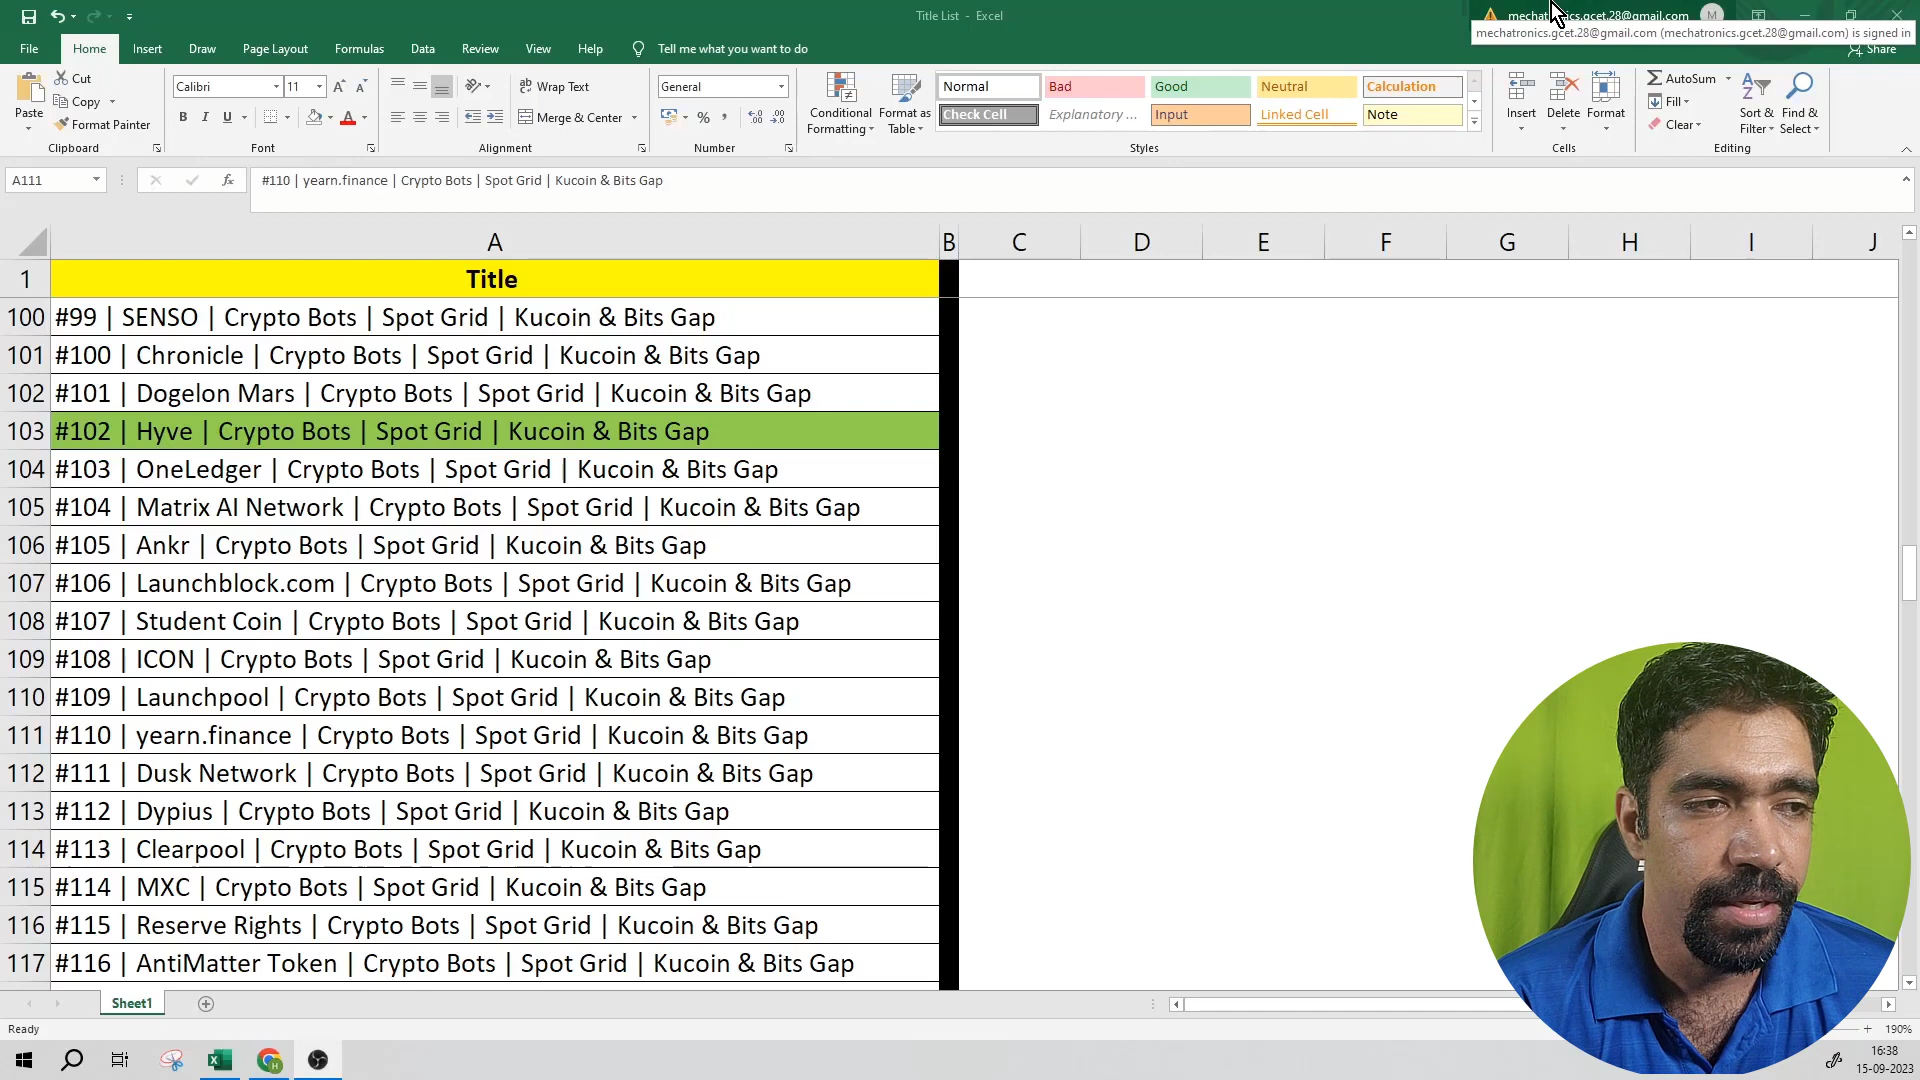 Title List - Excel
mechatronics.gcet.28@gmail.com M
mechatronics.gcet.28@gmail.com (mechatronics.gcet.28@gmail.com) is signed in
File Home Insert Draw Page Layout Formulas Data Review View Help Tell me what you want to do Share
Cut
Copy
Format Painter
Paste
Clipboard
Calibri 11
B I U
Font
Wrap Text
Merge & Center
Alignment
General
Number
Conditional Formatting
Format as Table
Normal Bad Good Neutral Calculation
Check Cell Explanatory ... Input Linked Cell Note
Styles
Insert Delete Format
Cells
AutoSum
Fill
Clear
Sort & Filter
Find & Select
Editing
A111 fx #110 | yearn.finance | Crypto Bots | Spot Grid | Kucoin & Bits Gap
A B C D E F G H I J
1 Title
100 #99 | SENSO | Crypto Bots | Spot Grid | Kucoin & Bits Gap
101 #100 | Chronicle | Crypto Bots | Spot Grid | Kucoin & Bits Gap
102 #101 | Dogelon Mars | Crypto Bots | Spot Grid | Kucoin & Bits Gap
103 #102 | Hyve | Crypto Bots | Spot Grid | Kucoin & Bits Gap
104 #103 | OneLedger | Crypto Bots | Spot Grid | Kucoin & Bits Gap
105 #104 | Matrix AI Network | Crypto Bots | Spot Grid | Kucoin & Bits Gap
106 #105 | Ankr | Crypto Bots | Spot Grid | Kucoin & Bits Gap
107 #106 | Launchblock.com | Crypto Bots | Spot Grid | Kucoin & Bits Gap
108 #107 | Student Coin | Crypto Bots | Spot Grid | Kucoin & Bits Gap
109 #108 | ICON | Crypto Bots | Spot Grid | Kucoin & Bits Gap
110 #109 | Launchpool | Crypto Bots | Spot Grid | Kucoin & Bits Gap
111 #110 | yearn.finance | Crypto Bots | Spot Grid | Kucoin & Bits Gap
112 #111 | Dusk Network | Crypto Bots | Spot Grid | Kucoin & Bits Gap
113 #112 | Dypius | Crypto Bots | Spot Grid | Kucoin & Bits Gap
114 #113 | Clearpool | Crypto Bots | Spot Grid | Kucoin & Bits Gap
115 #114 | MXC | Crypto Bots | Spot Grid | Kucoin & Bits Gap
116 #115 | Reserve Rights | Crypto Bots | Spot Grid | Kucoin & Bits Gap
117 #116 | AntiMatter Token | Crypto Bots | Spot Grid | Kucoin & Bits Gap
Sheet1
Ready
190%
16:38
15-09-2023